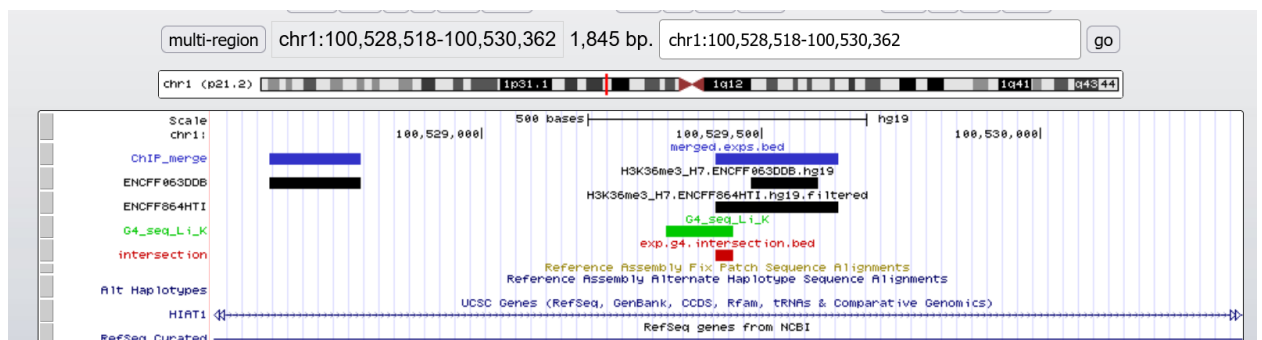 multi-region chr1:100,528,518-100,530,362 1,845 bp. chr1:100,528,518-100,530,362 go
chr1 (p21.2) 1p31.1 1q12 1q41 q43 44
Scale 500 bases hg19
chr1: 100,529,000 100,529,500 100,530,000
merged.exps.bed
ChIP_merge
H3K36me3_H7.ENCFF063DDB.hg19
ENCFF063DDB
H3K36me3_H7.ENCFF864HTI.hg19.filtered
ENCFF864HTI
G4_seq_Li_K
G4_seq_Li_K
exp.g4.intersection.bed
intersection
Reference Assembly Fix Patch Sequence Alignments
Reference Assembly Alternate Haplotype Sequence Alignments
Alt Haplotypes
UCSC Genes (RefSeq, GenBank, CCDS, Rfam, tRNAs & Comparative Genomics)
HIAT1
RefSeq genes from NCBI
RefSeq Curated